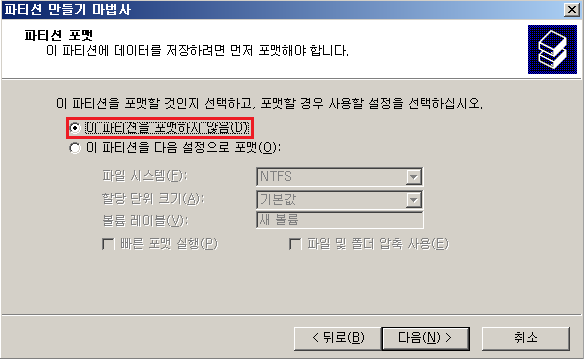 파티션 만들기 마법사
파티션 포맷
이 파티션에 데이터를 저장하려면 먼저 포맷해야 합니다.
이 파티션을 포맷할 것인지 선택하고, 포맷할 경우 사용할 설정을 선택하십시오.
이 파티션을 포맷하지 않음(D)
이 파티션을 다음 설정으로 포맷(O):
파일 시스템(F): NTFS
할당 단위 크기(A): 기본값
볼륨 레이블(V): 새 볼륨
빠른 포맷 실행(P) 파일 및 폴더 압축 사용(E)
< 뒤로(B) 다음(N) > 취소